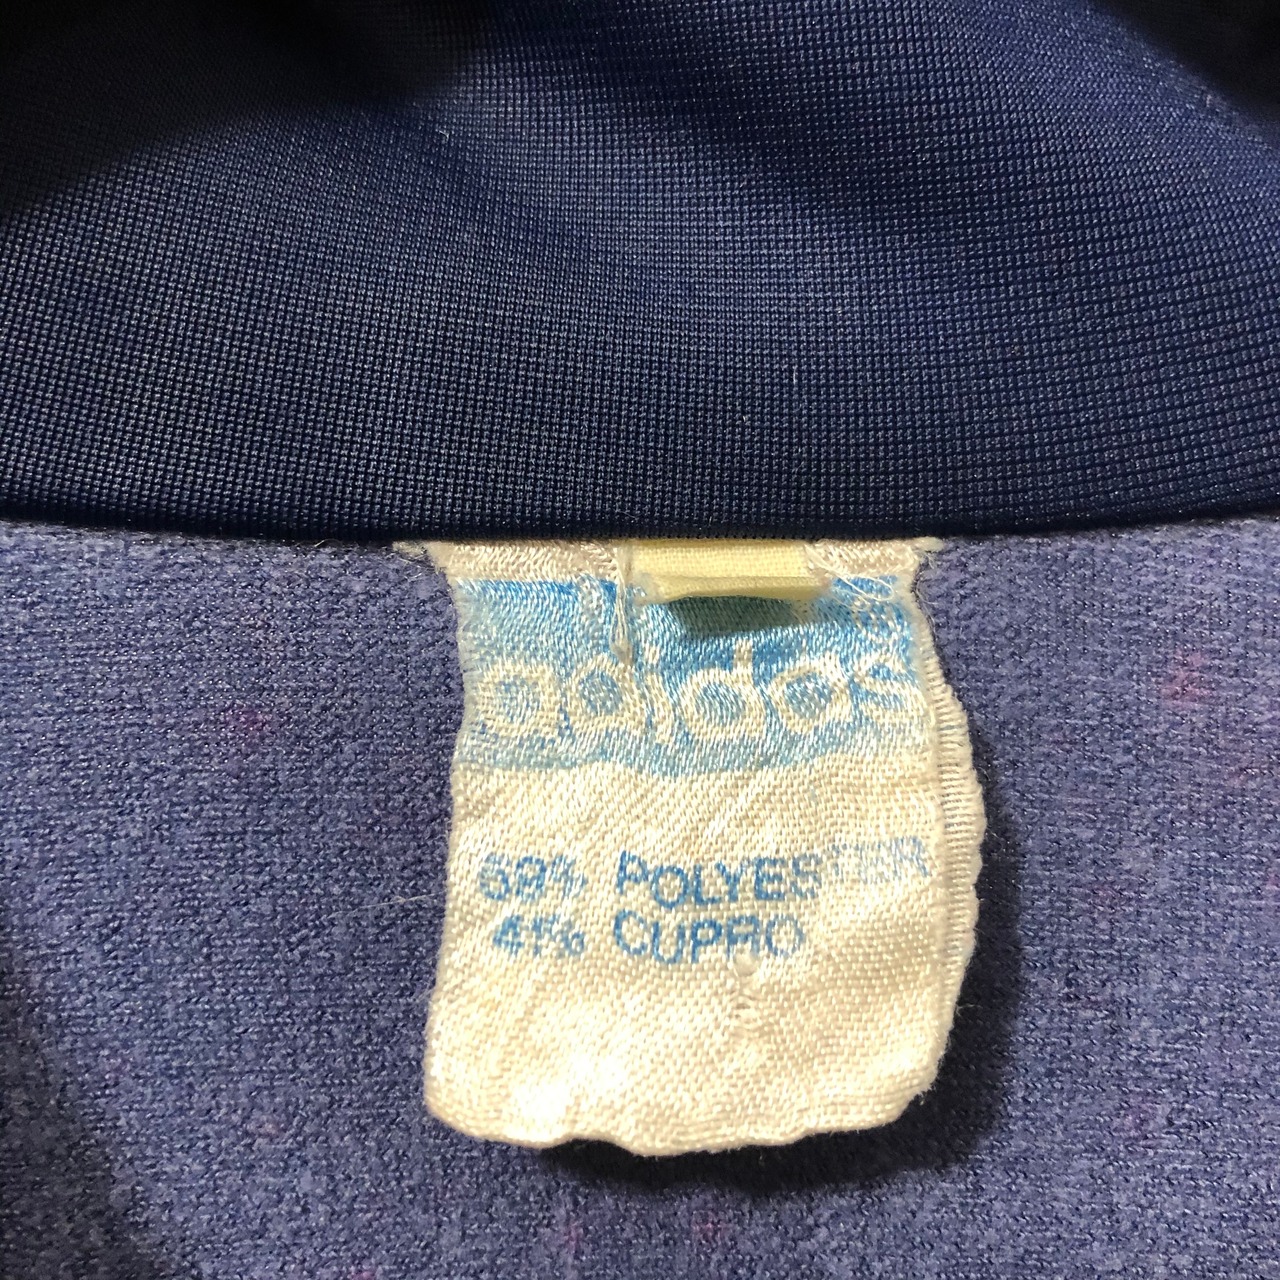 adidas
59% POLYESTER
41% CUPRO